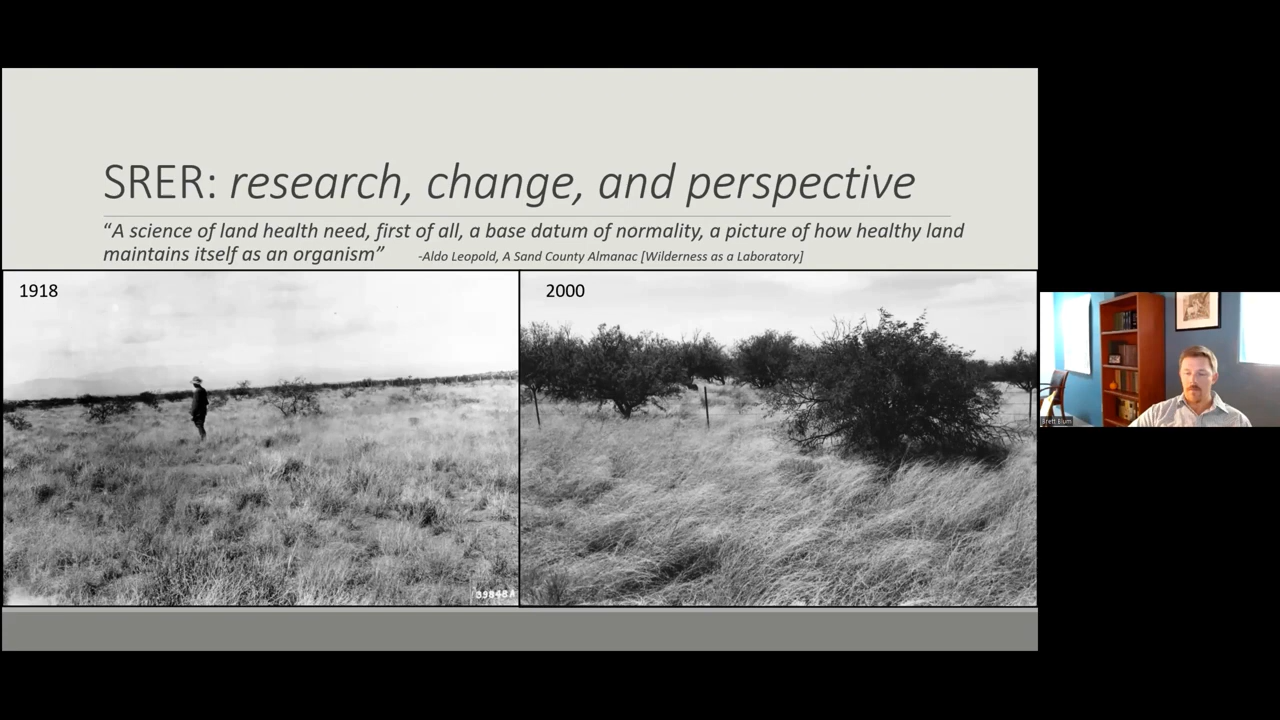 SRER: research, change, and perspective
“A science of land health need, first of all, a base datum of normality, a picture of how healthy land
maintains itself as an organism” -Aldo Leopold, A Sand County Almanac [Wilderness as a Laboratory]
1918
2000
39848A
Brett Blum